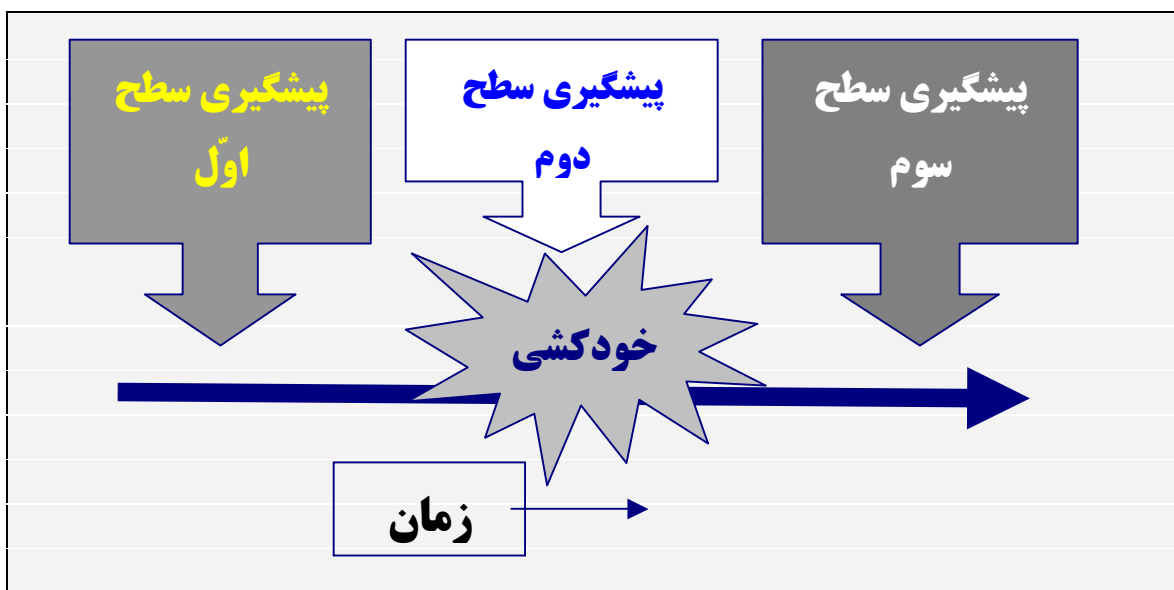 پیشگیری سطح
اوّل
پیشگیری سطح
دوم
پیشگیری سطح
سوم
خودکشی
زمان